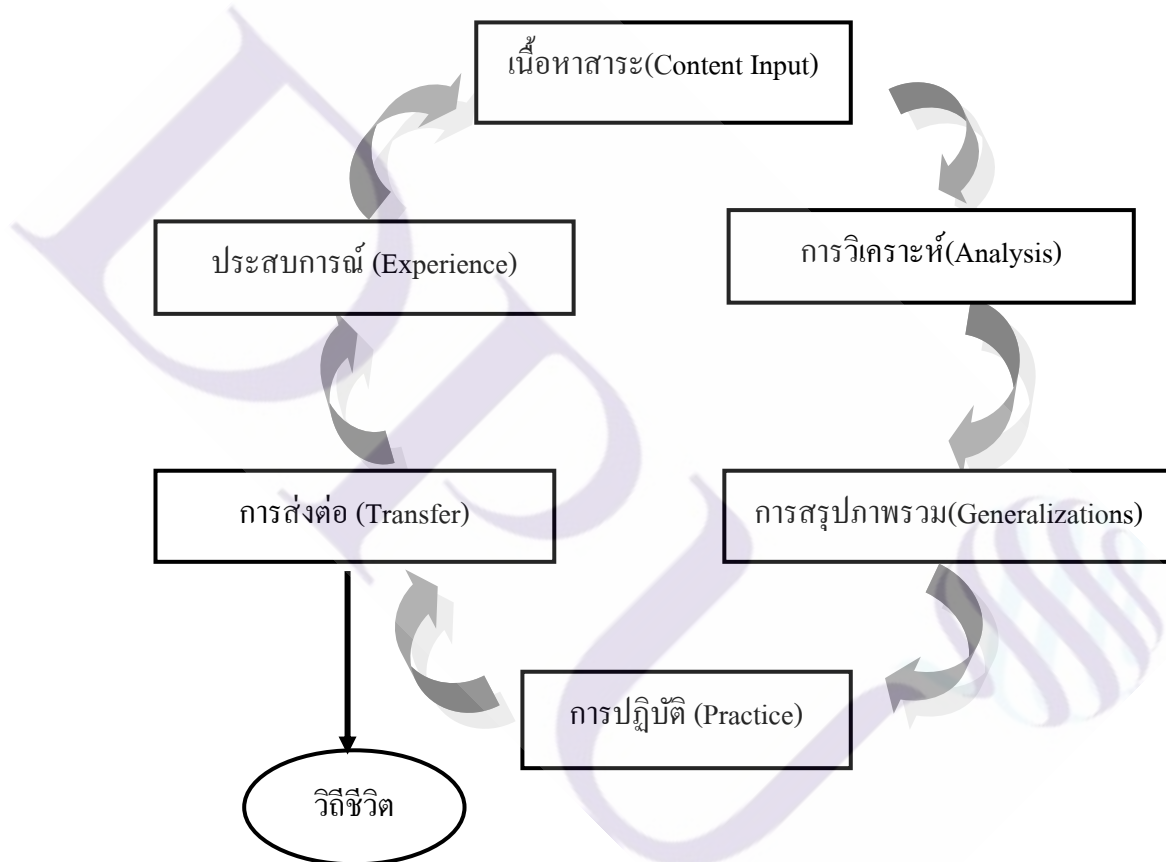 เนื้อหาสาระ(Content Input)
ประสบการณ์ (Experience)
การวิเคราะห์(Analysis)
การส่งต่อ (Transfer)
การสรุปภาพรวม(Generalizations)
การปฏิบัติ (Practice)
วิถีชีวิต
DPU